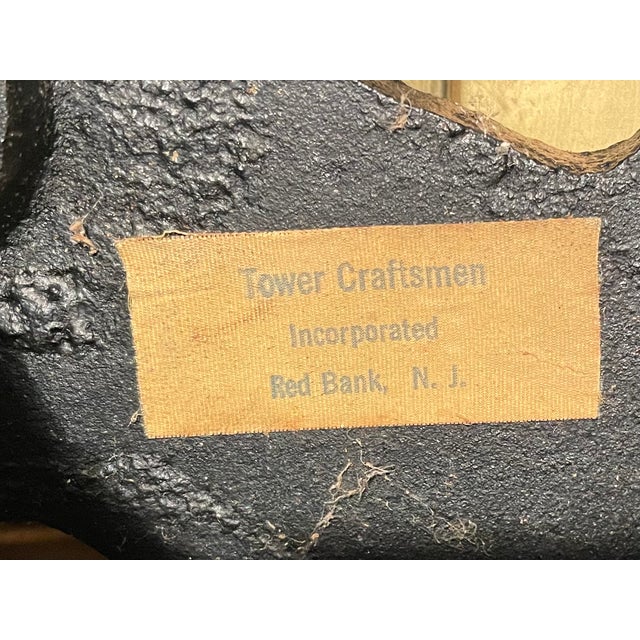 Tower Craftsmen
Incorporated
Red Bank, N. J.